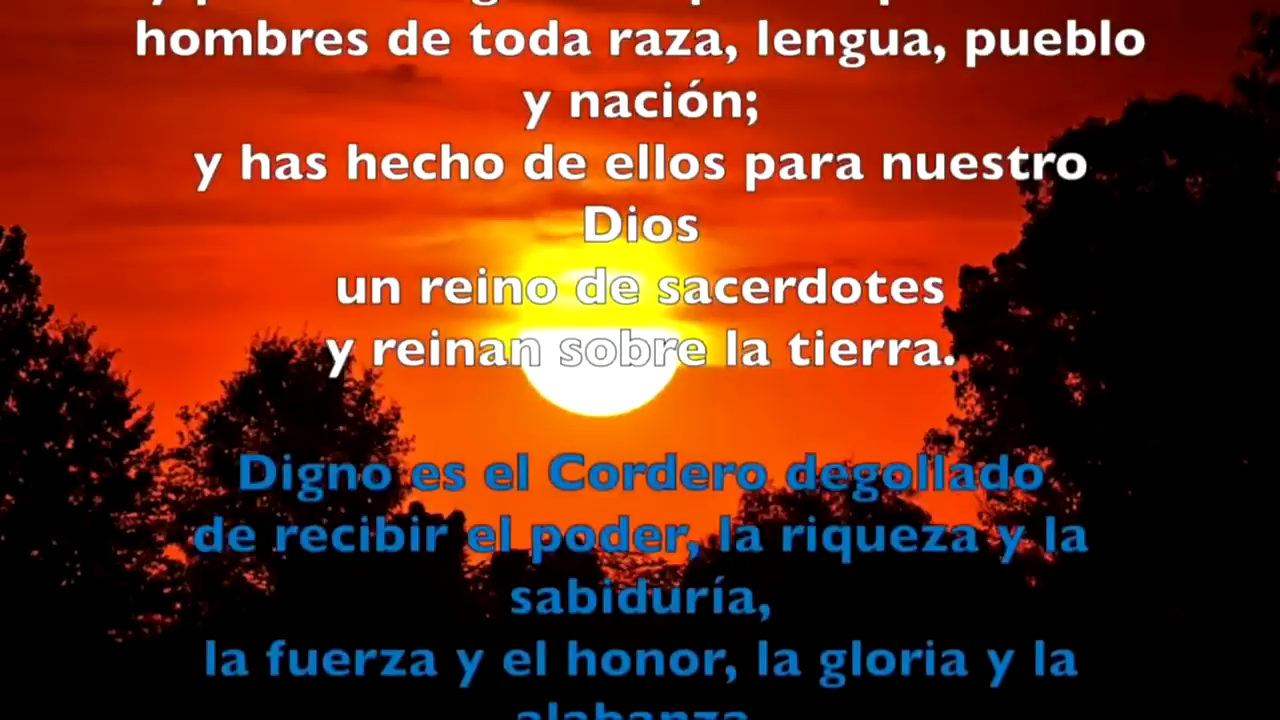 hombres de toda raza, lengua, pueblo
y nación;
y has hecho de ellos para nuestro
Dios
un reino de sacerdotes
y reinan sobre la tierra.
Digno es el Cordero degollado
de recibir el poder, la riqueza y la
sabiduría,
la fuerza y el honor, la gloria y la
alabanza